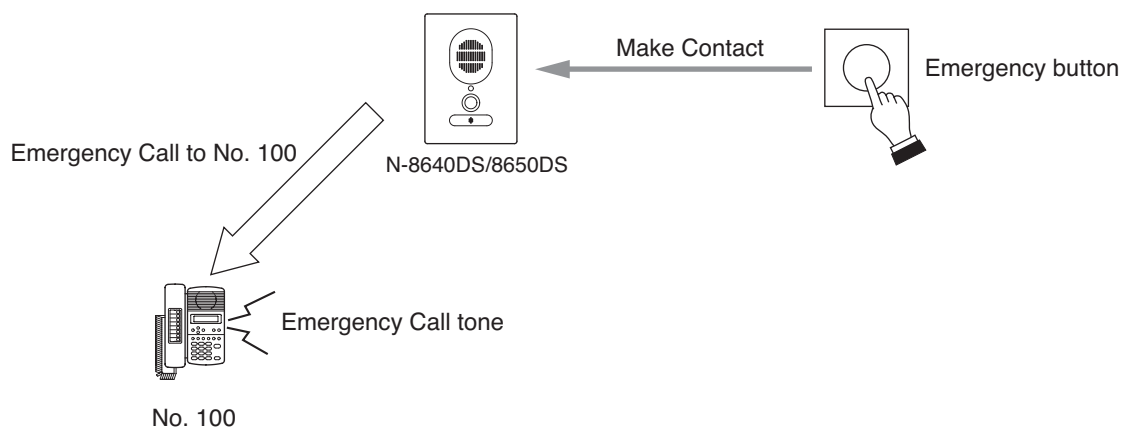 Make Contact
Emergency button
Emergency Call to No. 100
N-8640DS/8650DS
Emergency Call tone
No. 100